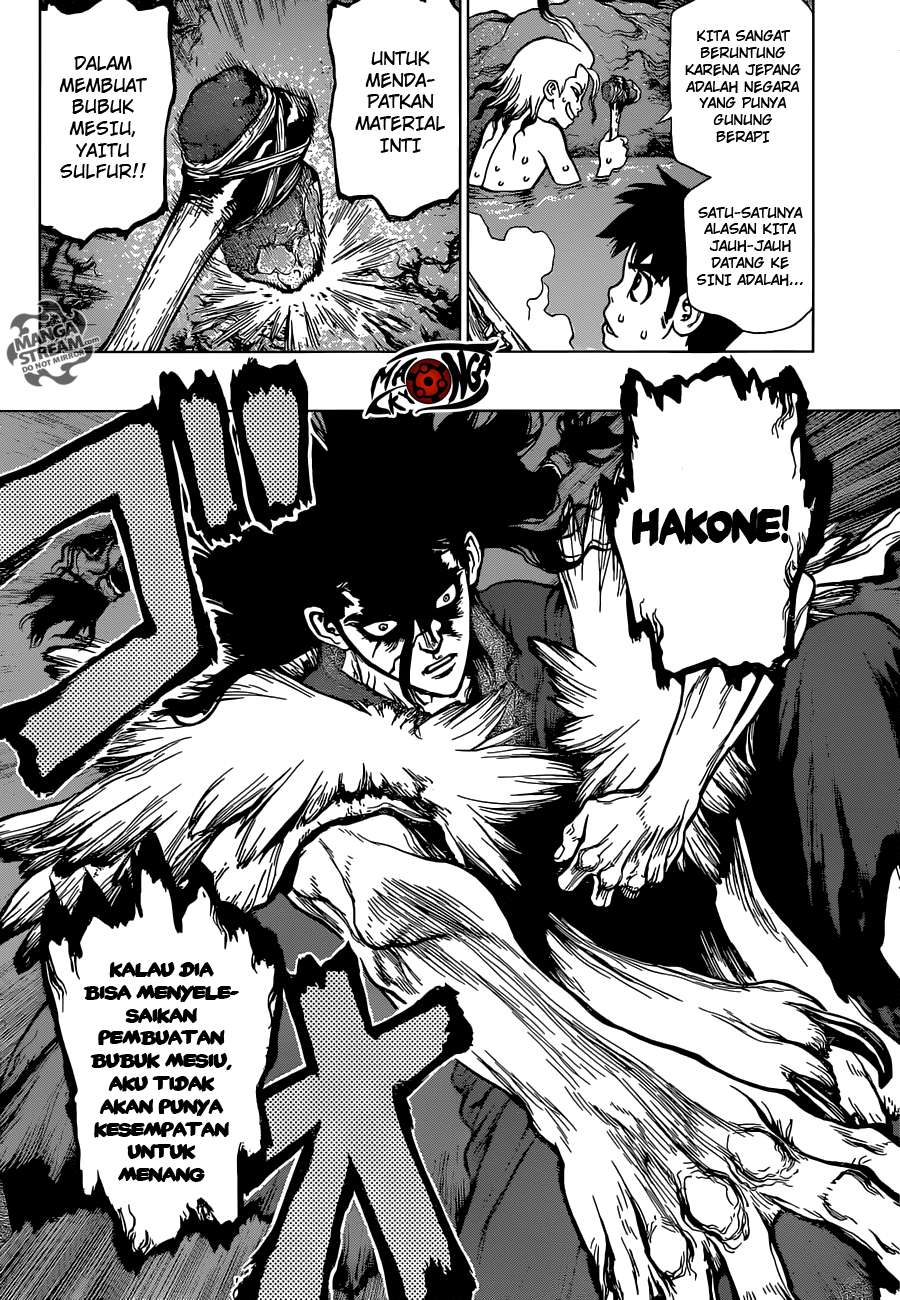 KITA SANGAT
BERUNTUNG
KARENA JEPANG
ADALAH NEGARA
YANG PUNYA
GUNUNG
BERAPI
SATU-SATUNYA
ALASAN KITA
JAUH-JAUH
DATANG KE
SINI ADALAH...
UNTUK
MENDA-
PATKAN
MATERIAL
INTI
DALAM
MEMBUAT
BUBUK
MESIU,
YAITU
SULFUR!!
MANGA
STREAM.com
DO NOT MIRROR
HAKONE!
KALAU DIA
BISA MENYELE-
SAIKAN
PEMBUATAN
BUBUK MESIU,
AKU TIDAK
AKAN PUNYA
KESEMPATAN
UNTUK
MENANG